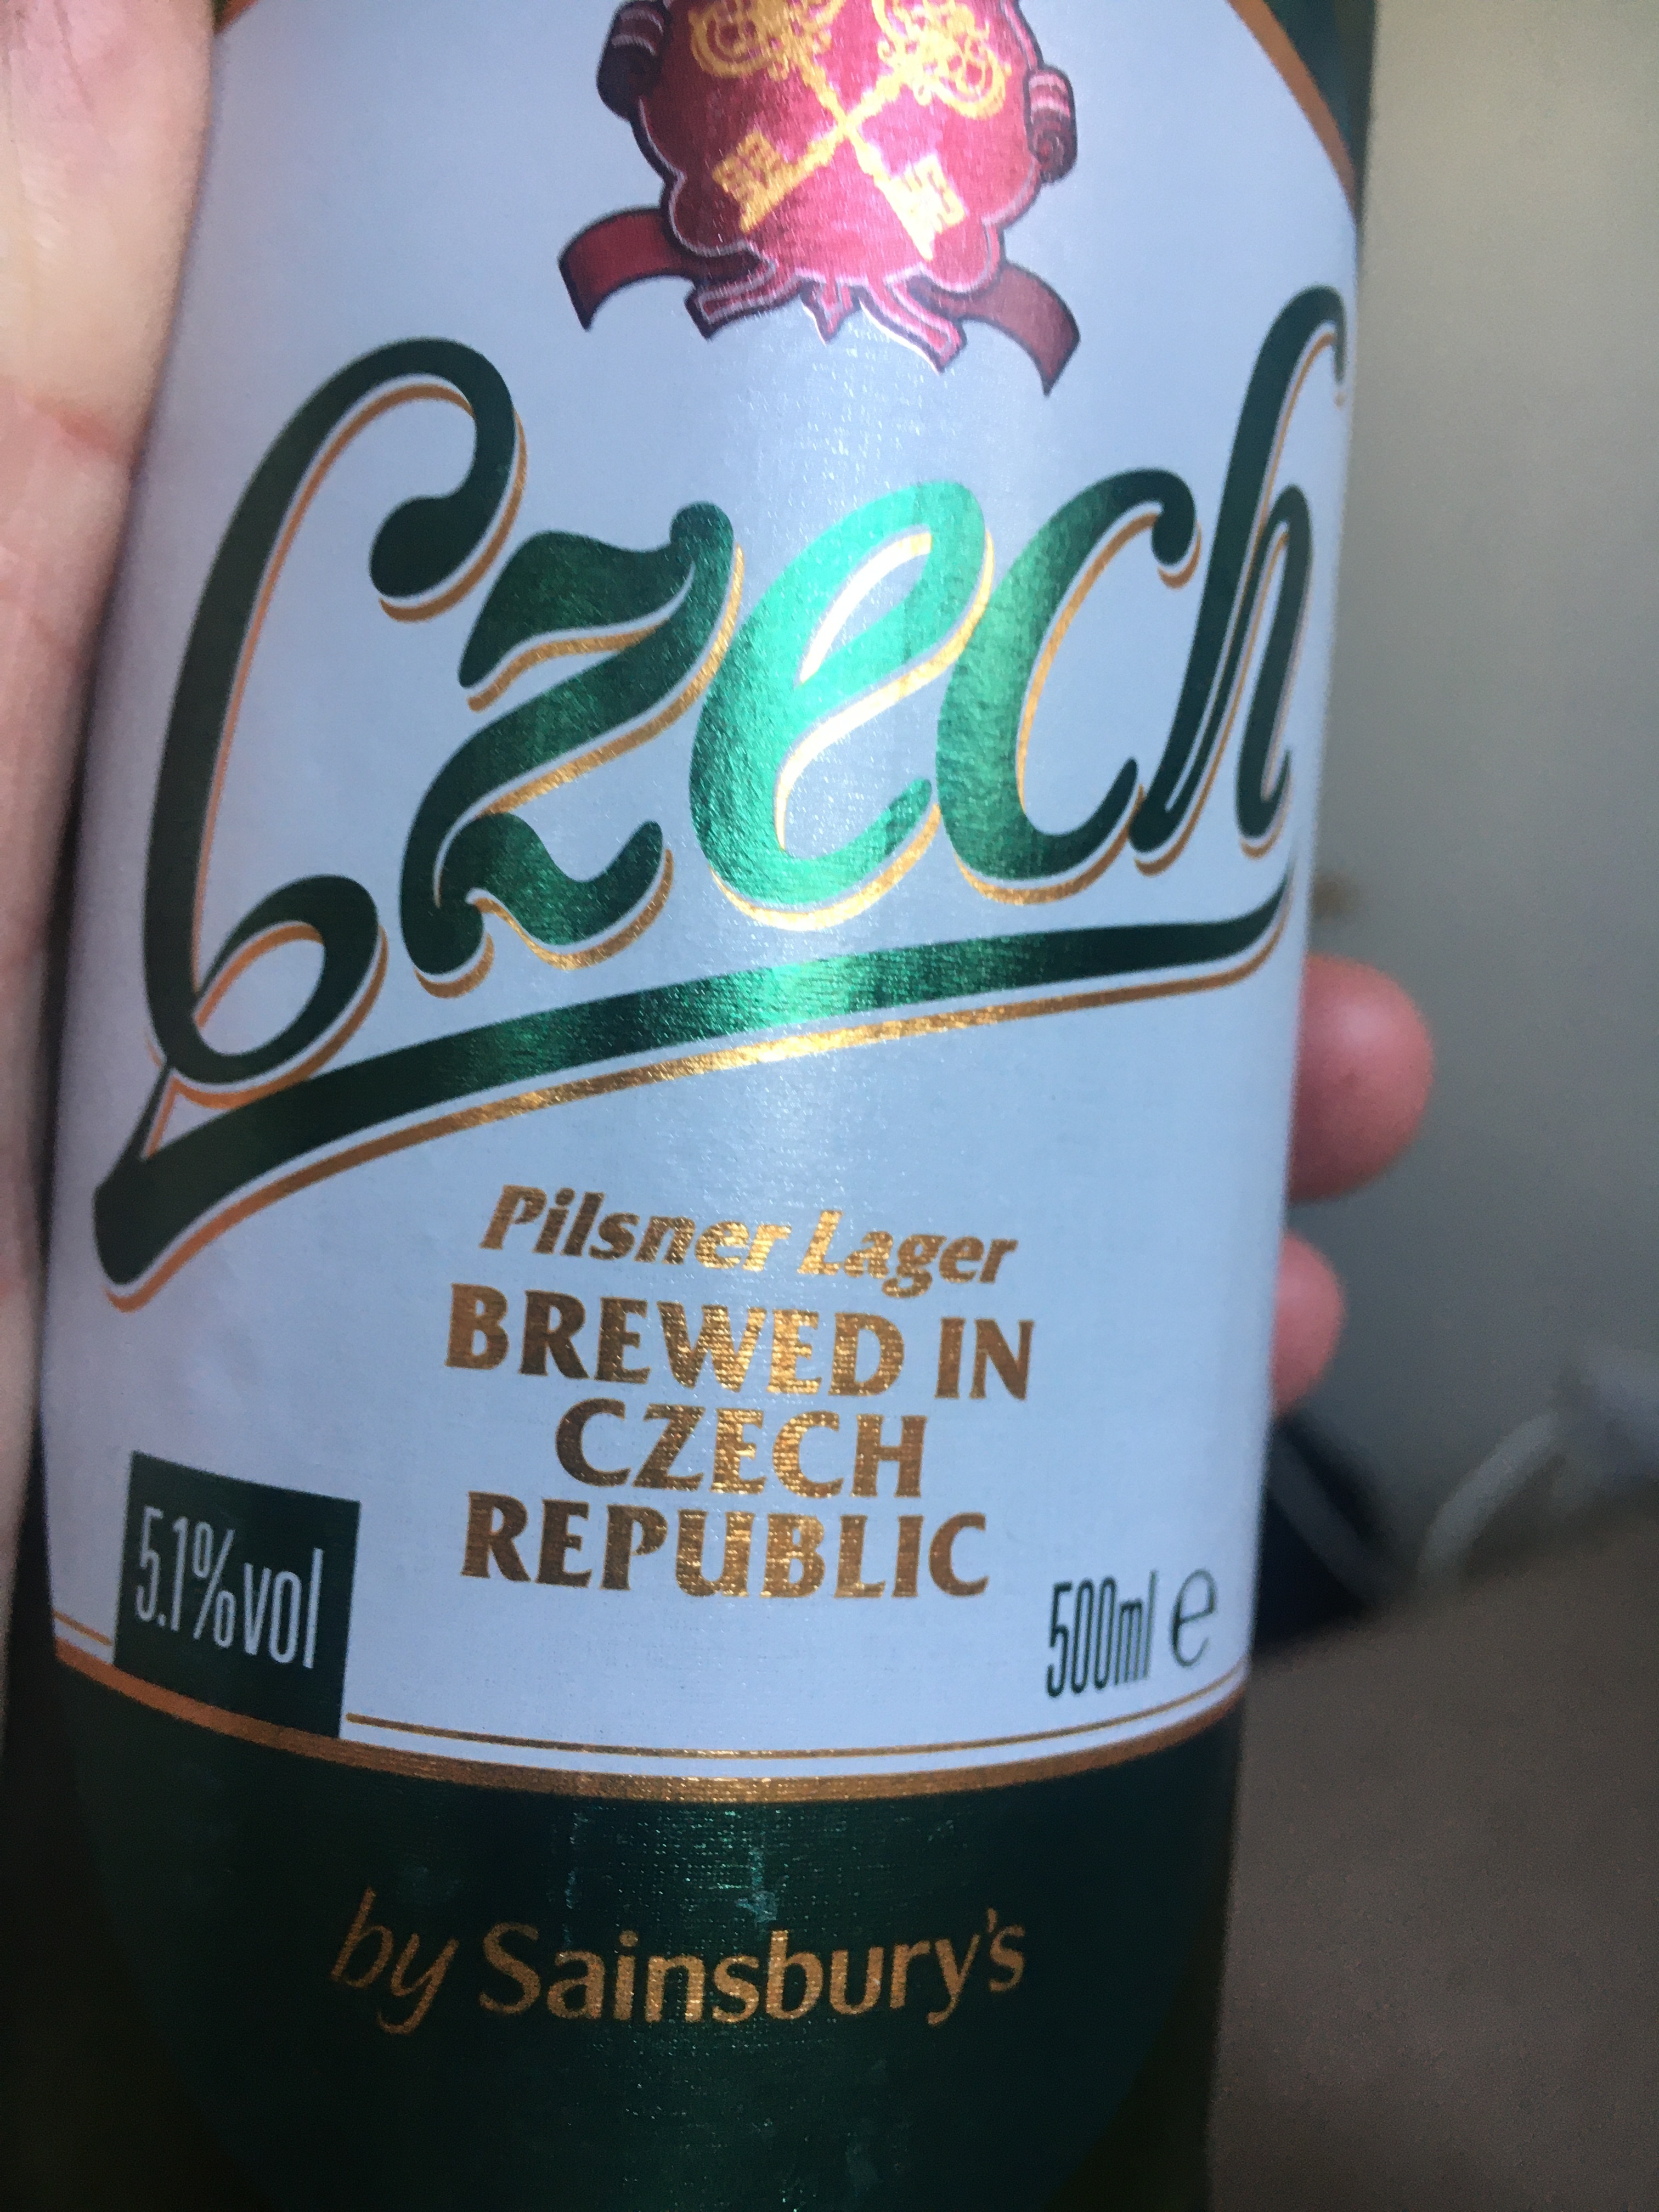 Czech
Pilsner Lager
BREWED IN
CZECH
REPUBLIC
5.1%vol
500ml e
by Sainsbury's